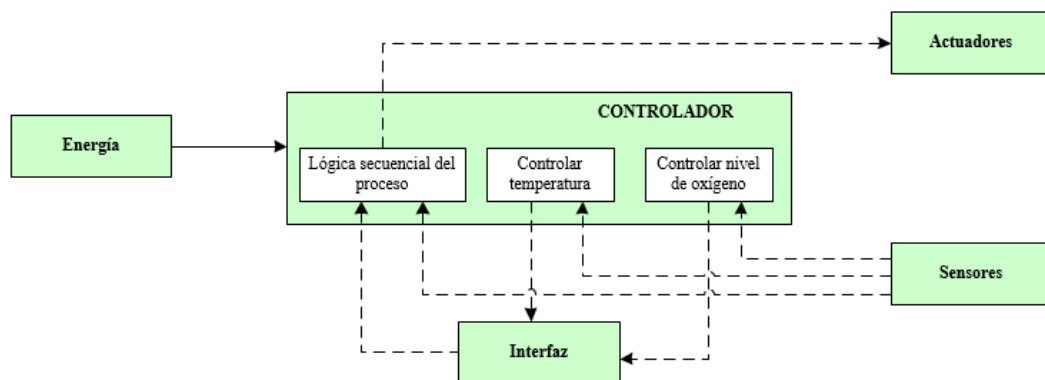 Actuadores
CONTROLADOR
Energía
Lógica secuencial del
proceso
Controlar
temperatura
Controlar nivel
de oxígeno
Sensores
Interfaz